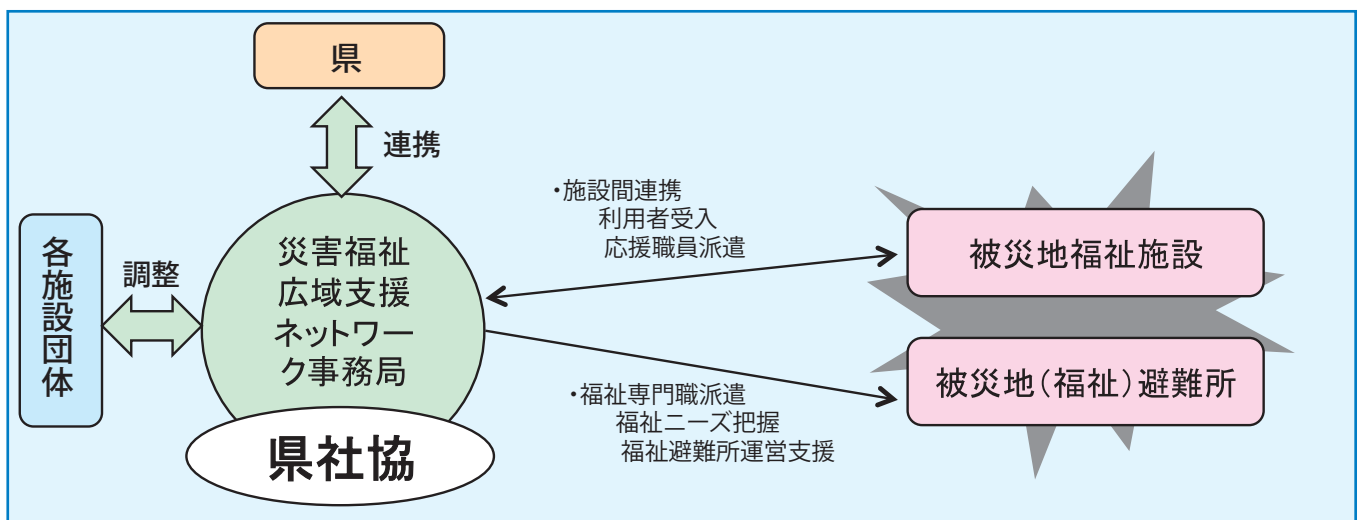 県
連携
・施設間連携
利用者受入
応援職員派遣
各施設団体
調整
災害福祉
広域支援
ネットワー
ク事務局
被災地福祉施設
被災地(福祉)避難所
・福祉専門職派遣
福祉ニーズ把握
福祉避難所運営支援
県社協